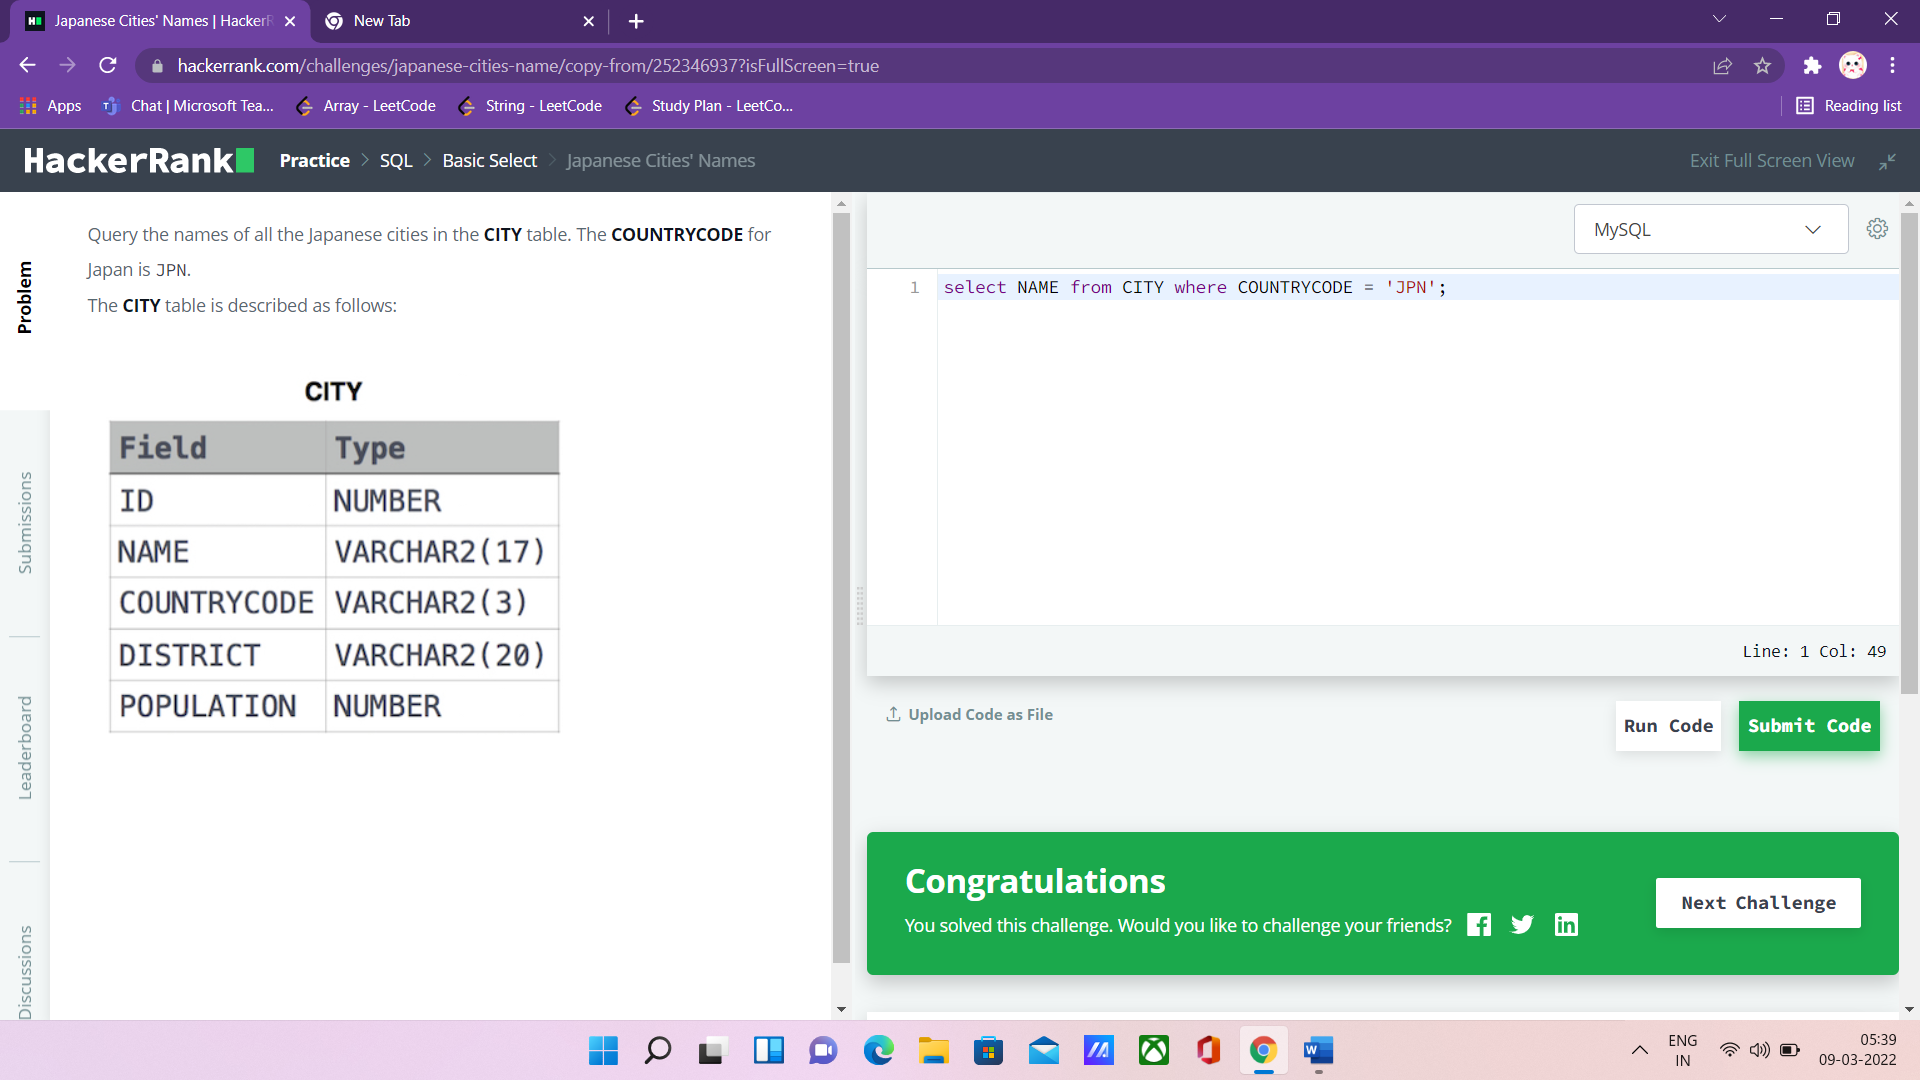 Japanese Cities' Names | HackerR
New Tab
hackerrank.com/challenges/japanese-cities-name/copy-from/252346937?isFullScreen=true
Apps
Chat | Microsoft Tea...
Array - LeetCode
String - LeetCode
Study Plan - LeetCo...
Reading list
HackerRank
Practice > SQL > Basic Select > Japanese Cities' Names
Exit Full Screen View
Problem
Submissions
Leaderboard
Discussions
Query the names of all the Japanese cities in the CITY table. The COUNTRYCODE for
Japan is JPN.
The CITY table is described as follows:
CITY
Field Type
ID NUMBER
NAME VARCHAR2(17)
COUNTRYCODE VARCHAR2(3)
DISTRICT VARCHAR2(20)
POPULATION NUMBER
MySQL
1 select NAME from CITY where COUNTRYCODE = 'JPN';
Line: 1 Col: 49
Upload Code as File
Run Code
Submit Code
Congratulations
You solved this challenge. Would you like to challenge your friends?
Next Challenge
ENG
IN
05:39
09-03-2022